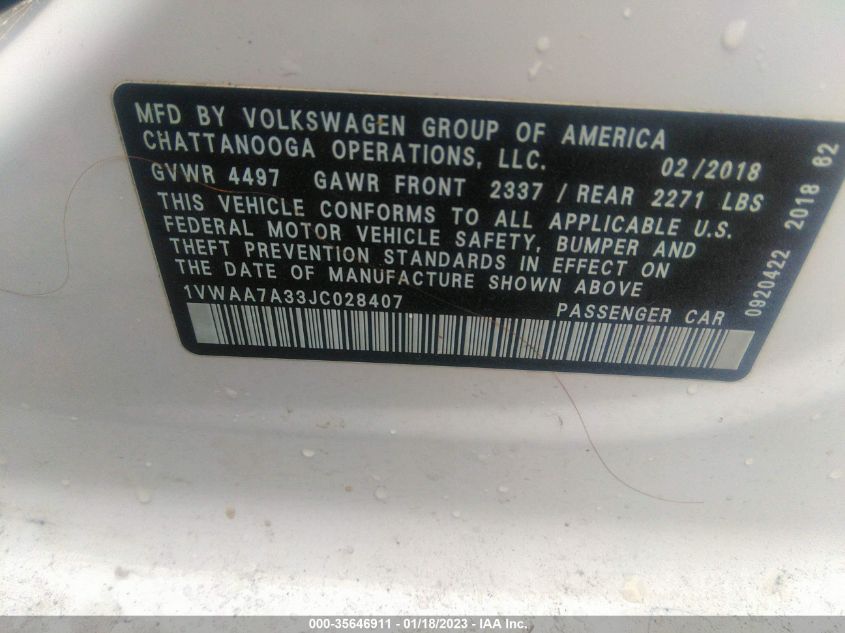 MFD BY VOLKSWAGEN GROUP OF AMERICA
CHATTANOOGA OPERATIONS, LLC. 02/2018
GVWR 4497 GAWR FRONT 2337 / REAR 2271 LBS
THIS VEHICLE CONFORMS TO ALL APPLICABLE U.S.
FEDERAL MOTOR VEHICLE SAFETY, BUMPER AND
THEFT PREVENTION STANDARDS IN EFFECT ON
THE DATE OF MANUFACTURE SHOWN ABOVE
1VWAA7A33JC028407 PASSENGER CAR
0920422 2018 62
000-35646911 - 01/18/2023 - IAA Inc.